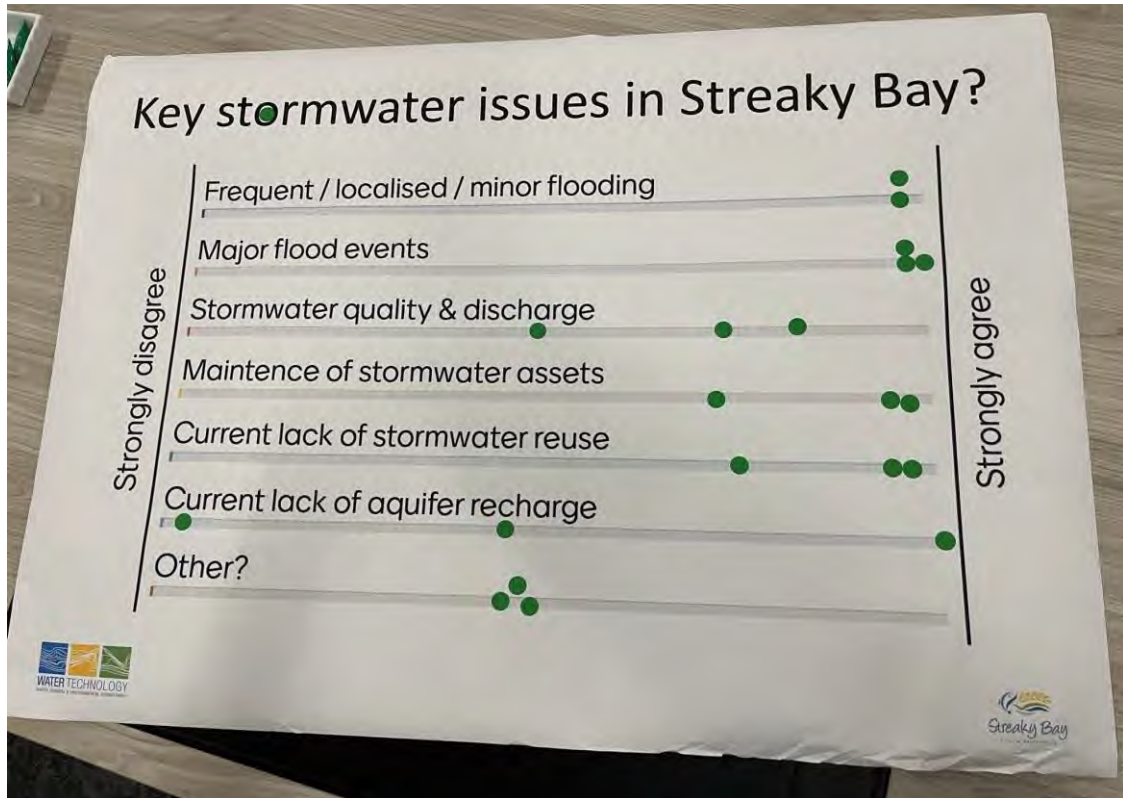 Key stormwater issues in Streaky Bay?
Strongly disagree
Frequent / localised / minor flooding
Major flood events
Stormwater quality & discharge
Maintence of stormwater assets
Current lack of stormwater reuse
Current lack of aquifer recharge
Other?
Strongly agree
WATER TECHNOLOGY
Streaky Bay